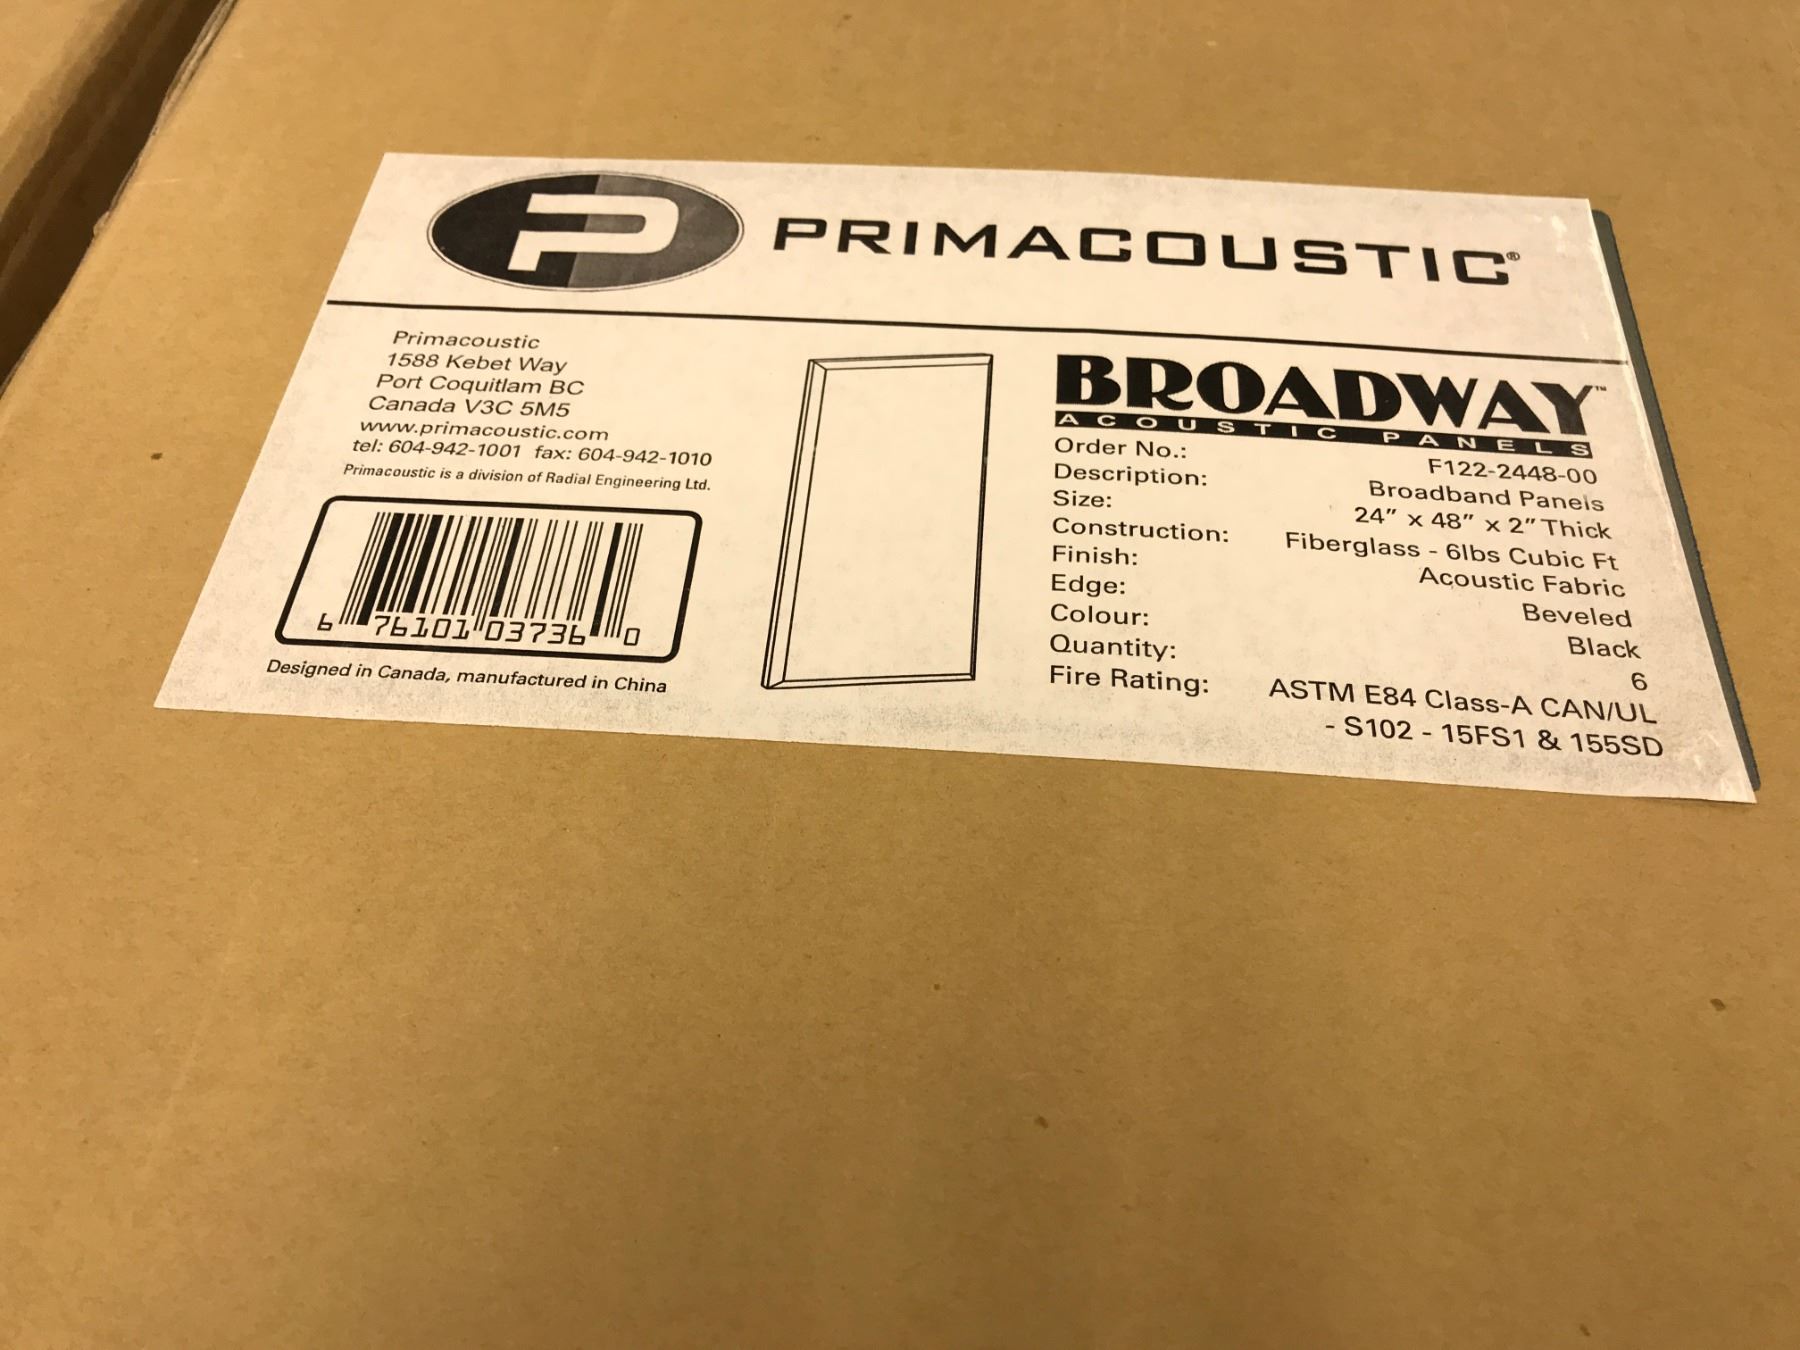 P PRIMACOUSTIC®
Primacoustic
1588 Kebet Way
Port Coquitlam BC
Canada V3C 5M5
www.primacoustic.com
tel: 604-942-1001 fax: 604-942-1010
Primacoustic is a division of Radial Engineering Ltd.
6 76101 03736 0
Designed in Canada, manufactured in China
BROADWAY™
ACOUSTIC PANELS
Order No.: F122-2448-00
Description: Broadband Panels
Size: 24” x 48” x 2” Thick
Construction: Fiberglass - 6lbs Cubic Ft
Finish: Acoustic Fabric
Edge: Beveled
Colour: Black
Quantity: 6
Fire Rating: ASTM E84 Class-A CAN/UL
- S102 - 15FS1 & 155SD